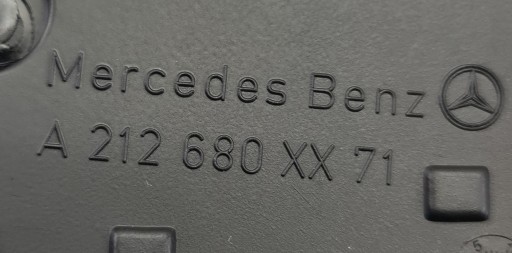 Mercedes Benz
A 212 680 XX 71